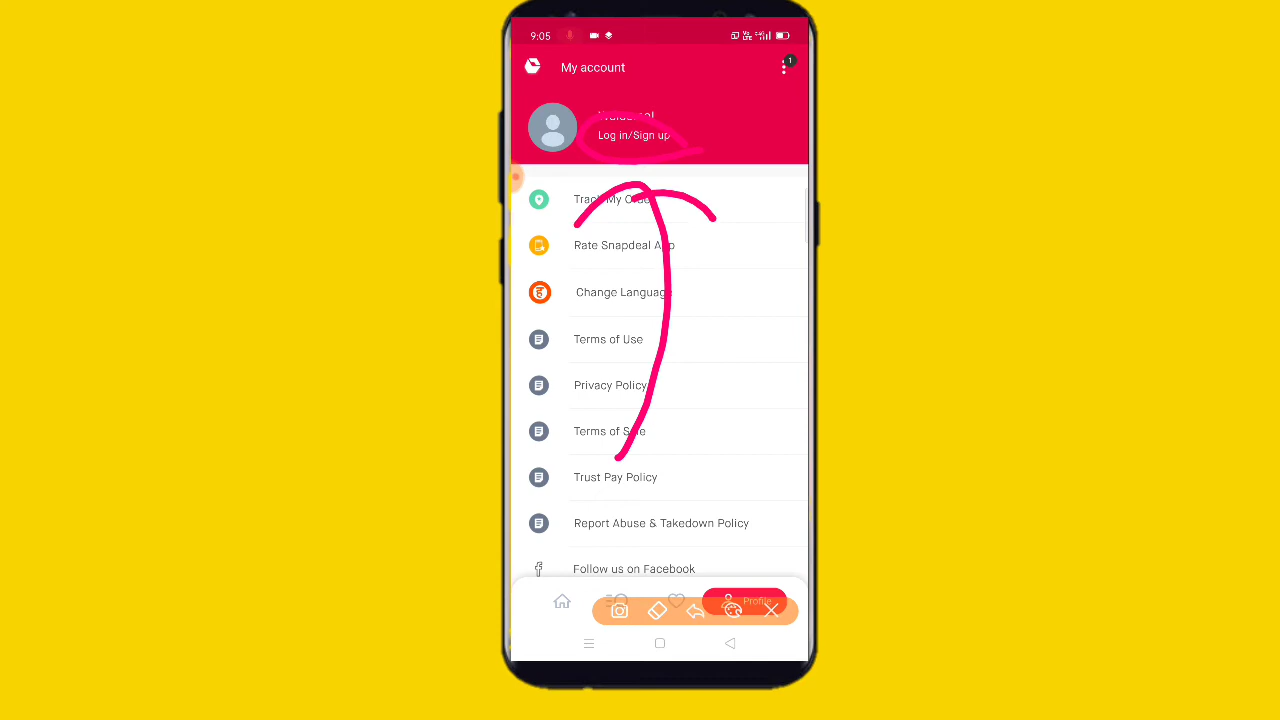 9:05
My account
1
Log in/Sign up
Track My Order
Rate Snapdeal App
Change Language
Terms of Use
Privacy Policy
Terms of Sale
Trust Pay Policy
Report Abuse & Takedown Policy
Follow us on Facebook
Profile